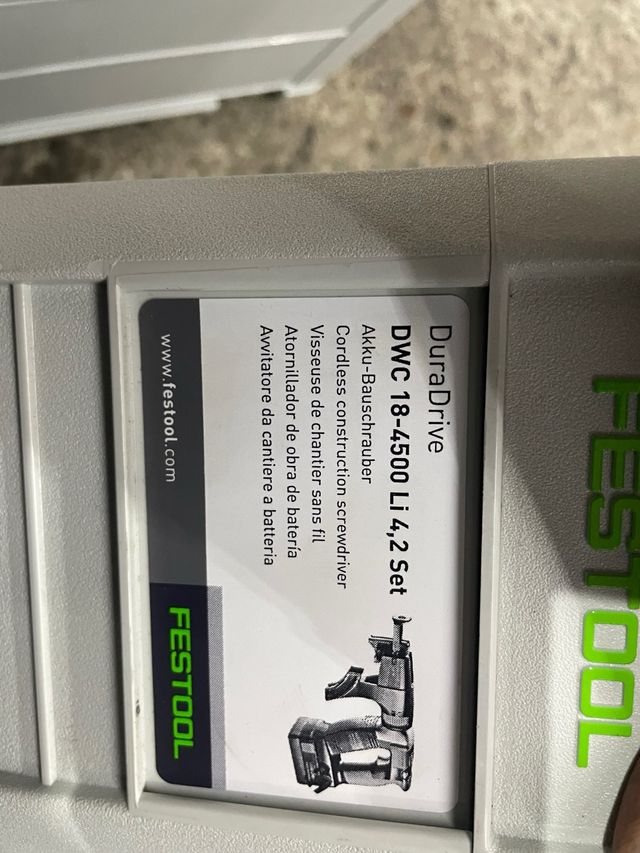 FESTOOL
DuraDrive
DWC 18-4500 Li 4,2 Set
Akku-Bauschrauber
Cordless construction screwdriver
Visseuse de chantier sans fil
Atornillador de obra de batería
Avvitatore da cantiere a batteria
www.festool.com
FESTOOL